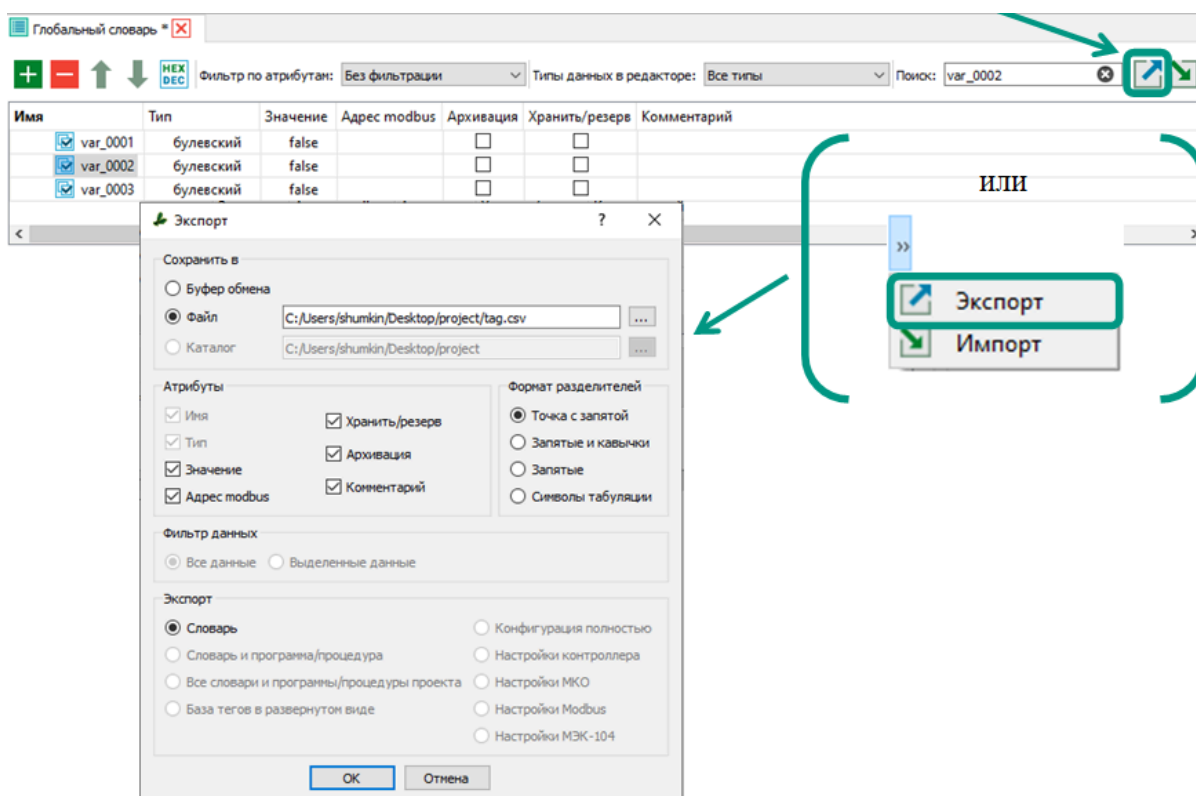 Глобальный словарь *
HEX DEC Фильтр по атрибутам: Без фильтрации Типы данных в редакторе: Все типы Поиск: var_0002
Имя Тип Значение Адрес modbus Архивация Хранить/резерв Комментарий
var_0001 булевский false
var_0002 булевский false
var_0003 булевский false
или
»
Экспорт
Импорт
Экспорт ? 
Сохранить в
Буфер обмена
Файл C:/Users/shumkin/Desktop/project/tag.csv ...
Каталог C:/Users/shumkin/Desktop/project ...
Атрибуты
Имя
Тип
Значение
Адрес modbus
Хранить/резерв
Архивация
Комментарий
Формат разделителей
Точка с запятой
Запятые и кавычки
Запятые
Символы табуляции
Фильтр данных
Все данные Выделенные данные
Экспорт
Словарь
Словарь и программа/процедура
Все словари и программы/процедуры проекта
База тегов в развернутом виде
Конфигурация полностью
Настройки контроллера
Настройки МКО
Настройки Modbus
Настройки МЭК-104
OK Отмена